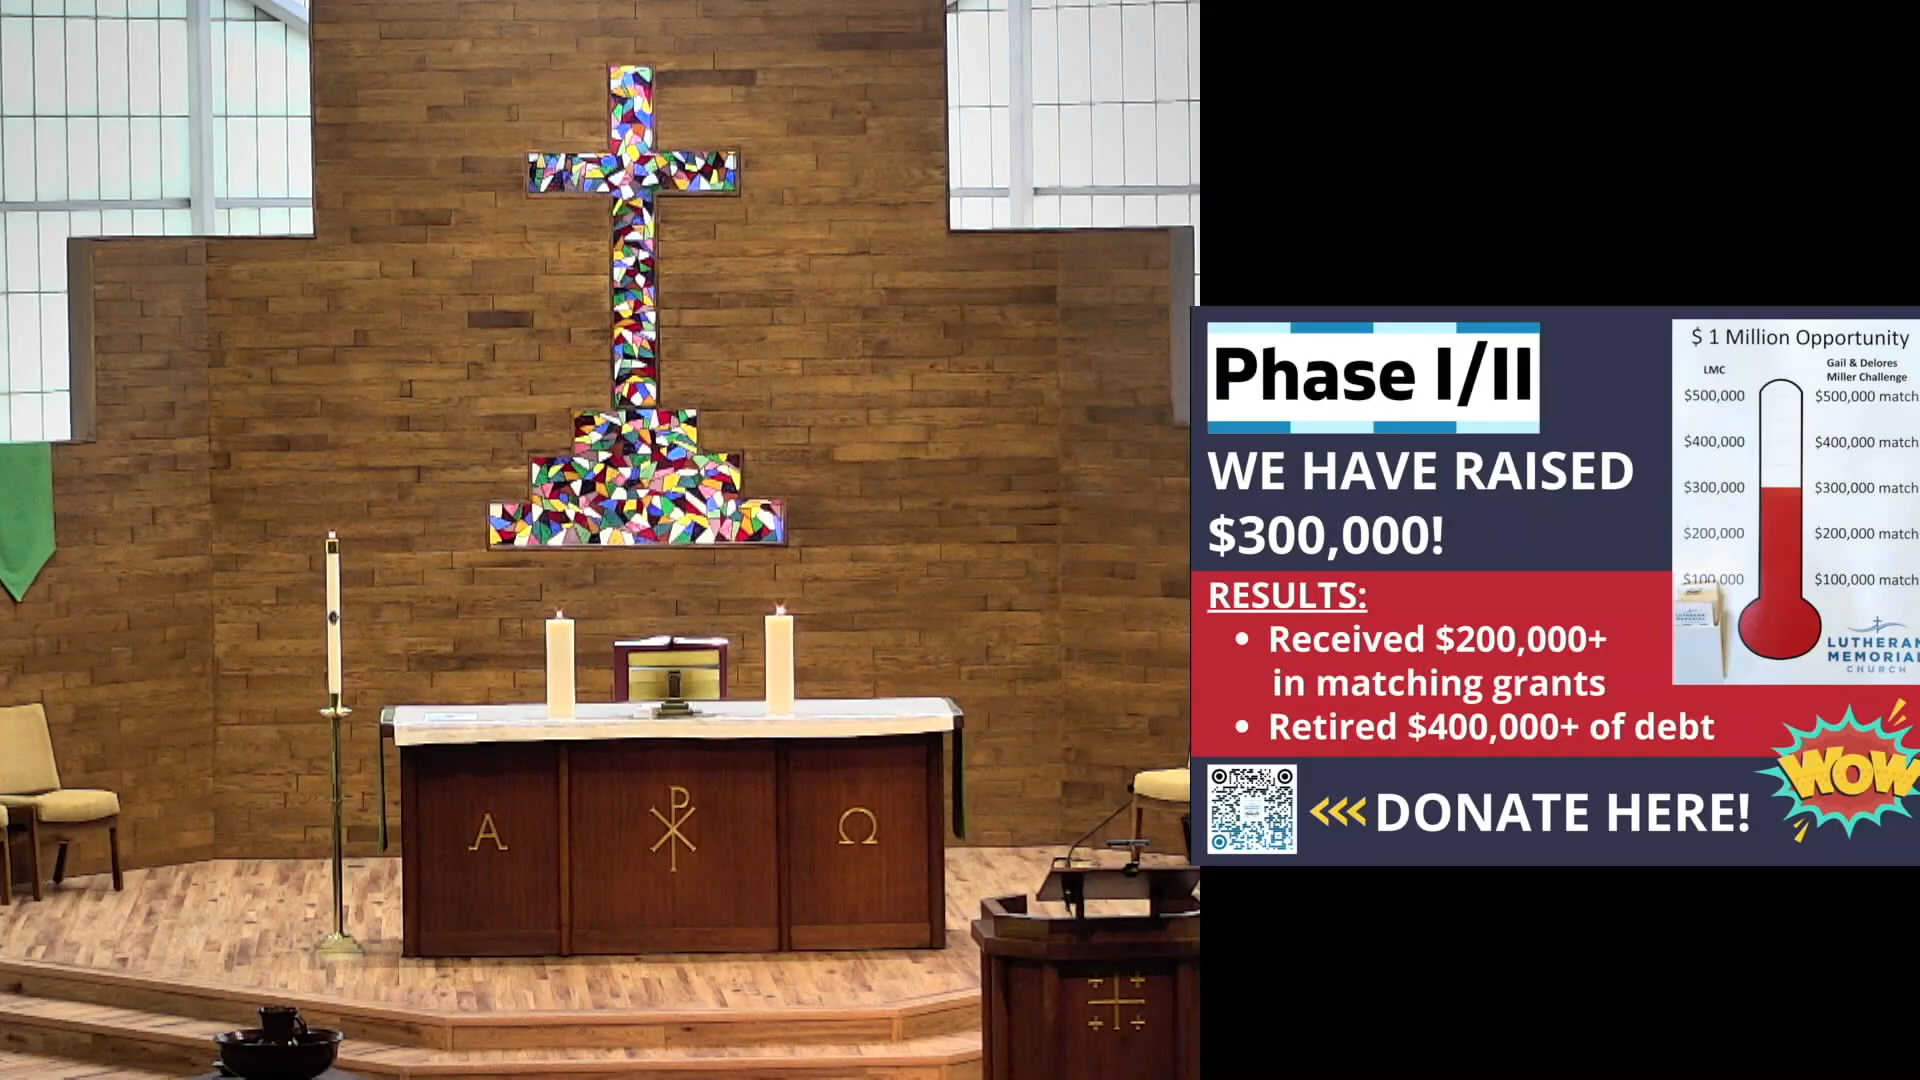 Phase I/II
WE HAVE RAISED
$300,000!
RESULTS:
• Received $200,000+
in matching grants
• Retired $400,000+ of debt
<<< DONATE HERE!
$ 1 Million Opportunity
LMC
Gail & Delores
Miller Challenge
$500,000
$500,000 match
$400,000
$400,000 match
$300,000
$300,000 match
$200,000
$200,000 match
$100,000
$100,000 match
LUTHERAN
MEMORIAL
CHURCH
WOW
Α
Ω